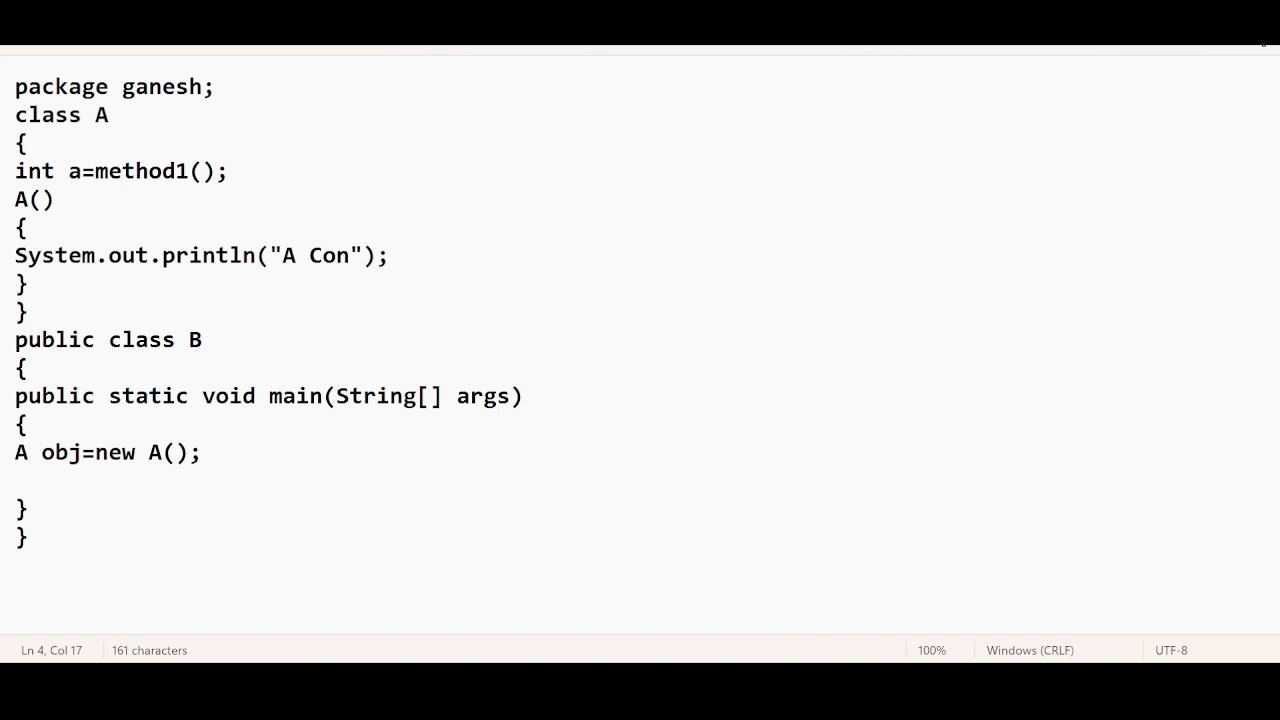 package ganesh;
class A
{
int a=method1();
A()
{
System.out.println("A Con");
}
}
public class B
{
public static void main(String[] args)
{
A obj=new A();
}
}
Ln 4, Col 17 161 characters 100% Windows (CRLF) UTF-8